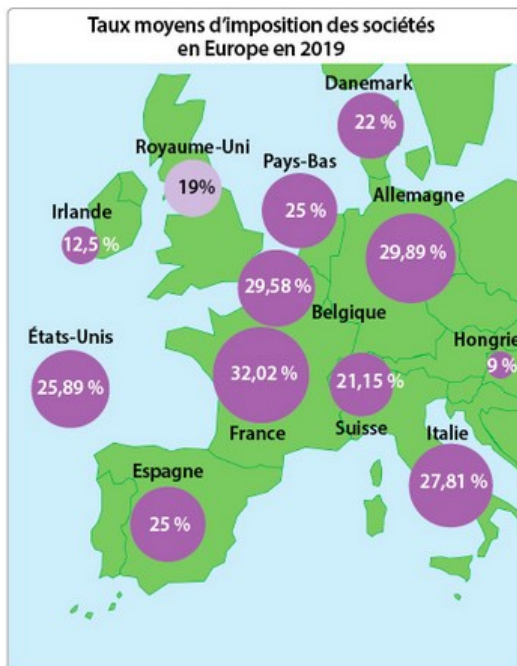 Taux moyens d'imposition des sociétés
en Europe en 2019
Danemark
22 %
Royaume-Uni
19%
Pays-Bas
25 %
Irlande
12,5 %
Allemagne
29,89 %
29,58 %
Belgique
États-Unis
25,89 %
32,02 %
France
21,15 %
Suisse
Hongrie
9 %
Italie
27,81 %
Espagne
25 %